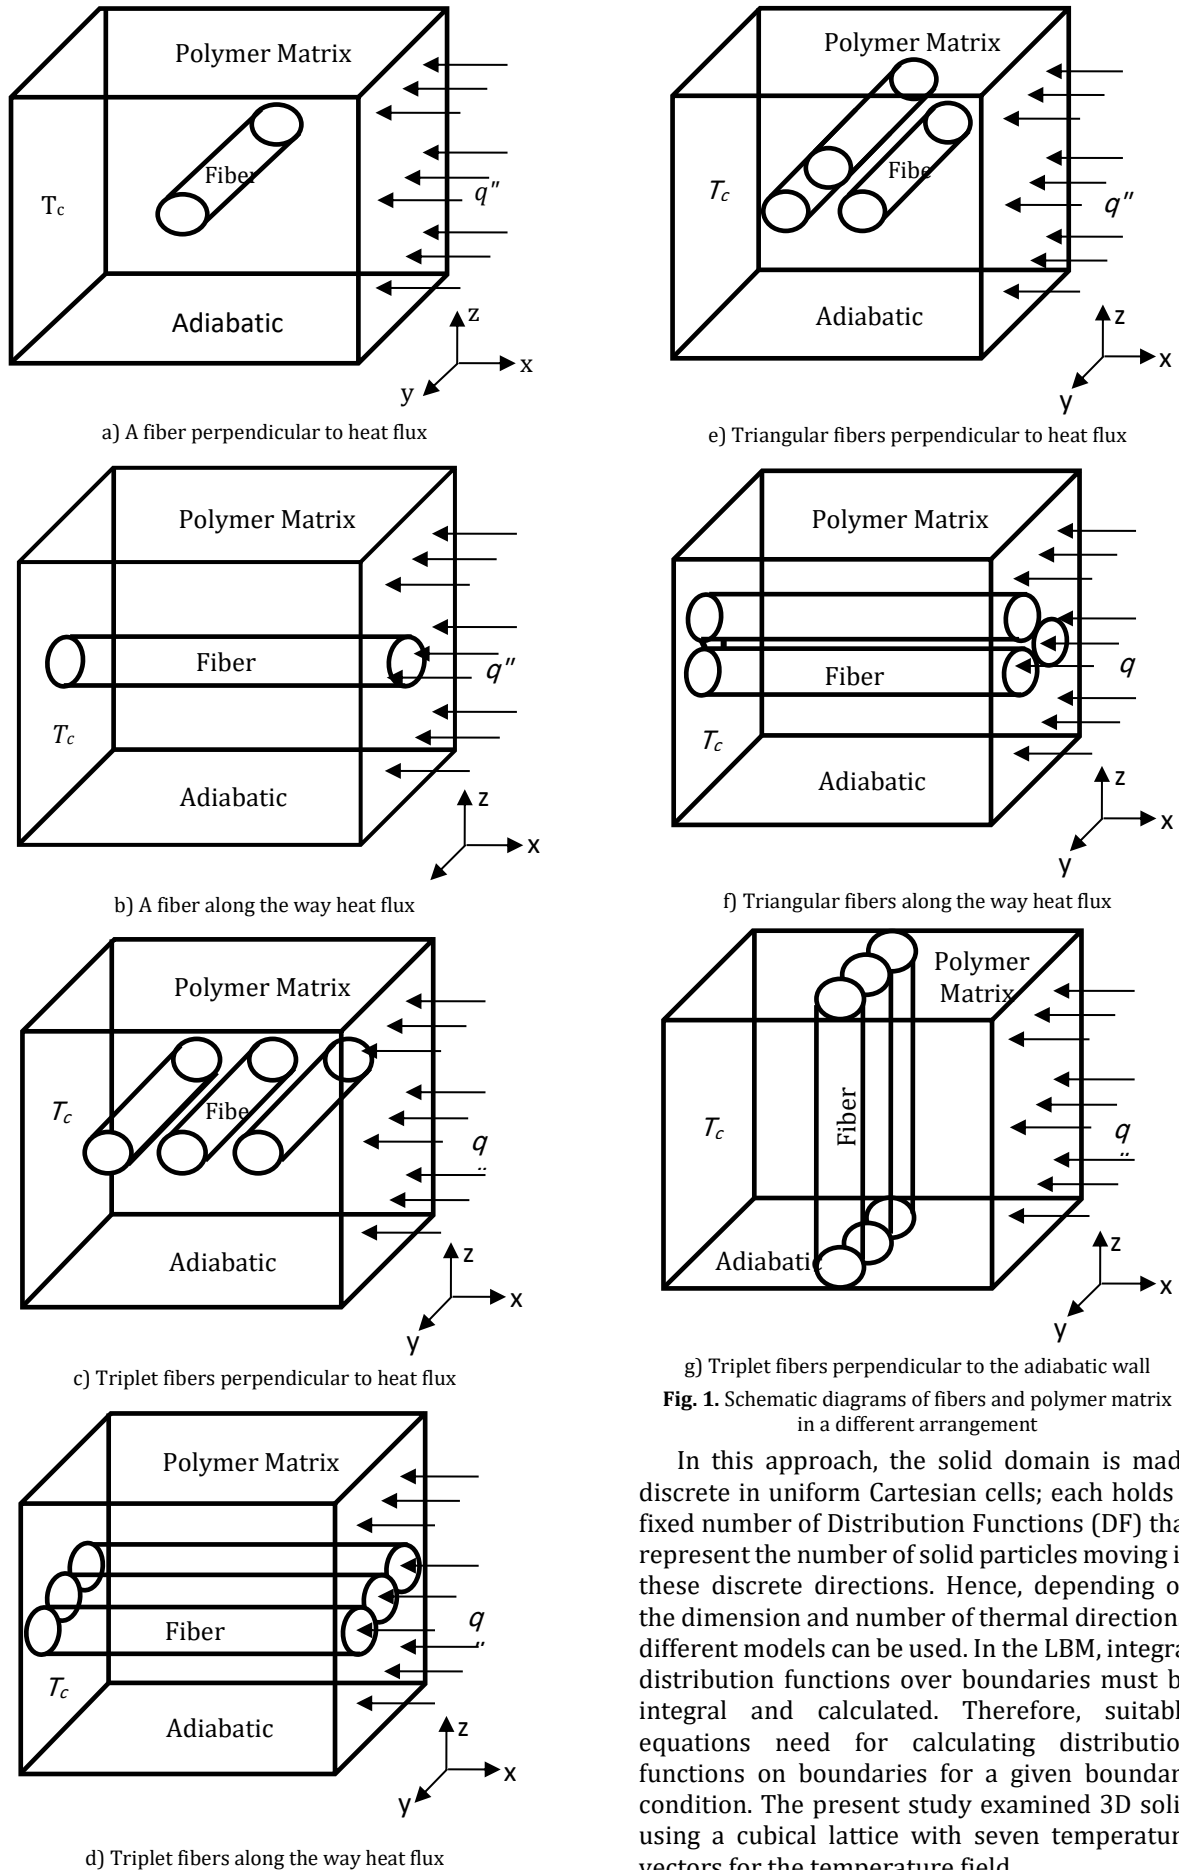 Polymer Matrix
Fiber
Tc
q"
Adiabatic
z
x
y
a) A fiber perpendicular to heat flux
Polymer Matrix
Fiber
q"
Tc
Adiabatic
z
x
b) A fiber along the way heat flux
Polymer Matrix
Tc
Fibe
q
..
Adiabatic
z
x
y
c) Triplet fibers perpendicular to heat flux
Polymer Matrix
Fiber
q
"
Tc
Adiabatic
z
x
y
d) Triplet fibers along the way heat flux
Polymer Matrix
Fibe
Tc
q"
Adiabatic
z
x
y
e) Triangular fibers perpendicular to heat flux
Polymer Matrix
Fiber
q
Tc
Adiabatic
z
x
y
f) Triangular fibers along the way heat flux
Polymer
Matrix
Fiber
Tc
q
..
Adiabatic
z
x
y
g) Triplet fibers perpendicular to the adiabatic wall
Fig. 1. Schematic diagrams of fibers and polymer matrix
in a different arrangement
In this approach, the solid domain is mad
discrete in uniform Cartesian cells; each holds
fixed number of Distribution Functions (DF) tha
represent the number of solid particles moving i
these discrete directions. Hence, depending o
the dimension and number of thermal direction
different models can be used. In the LBM, integra
distribution functions over boundaries must b
integral and calculated. Therefore, suitabl
equations need for calculating distributio
functions on boundaries for a given boundar
condition. The present study examined 3D soli
using a cubical lattice with seven temperatur
vectors for the temperature field.